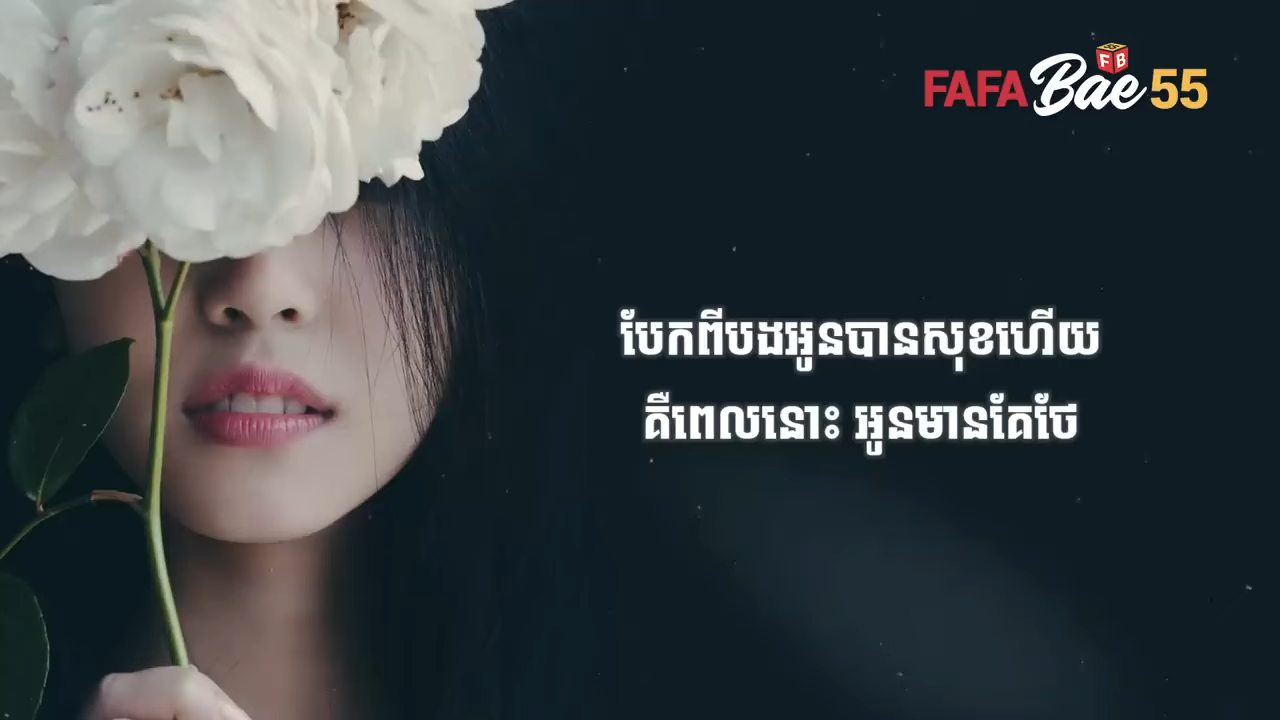 FAFA Bae 55
FB
បែកពីបងអូនបានសុខហើយ
គឺពេលនោះ អូនមានគែថែ